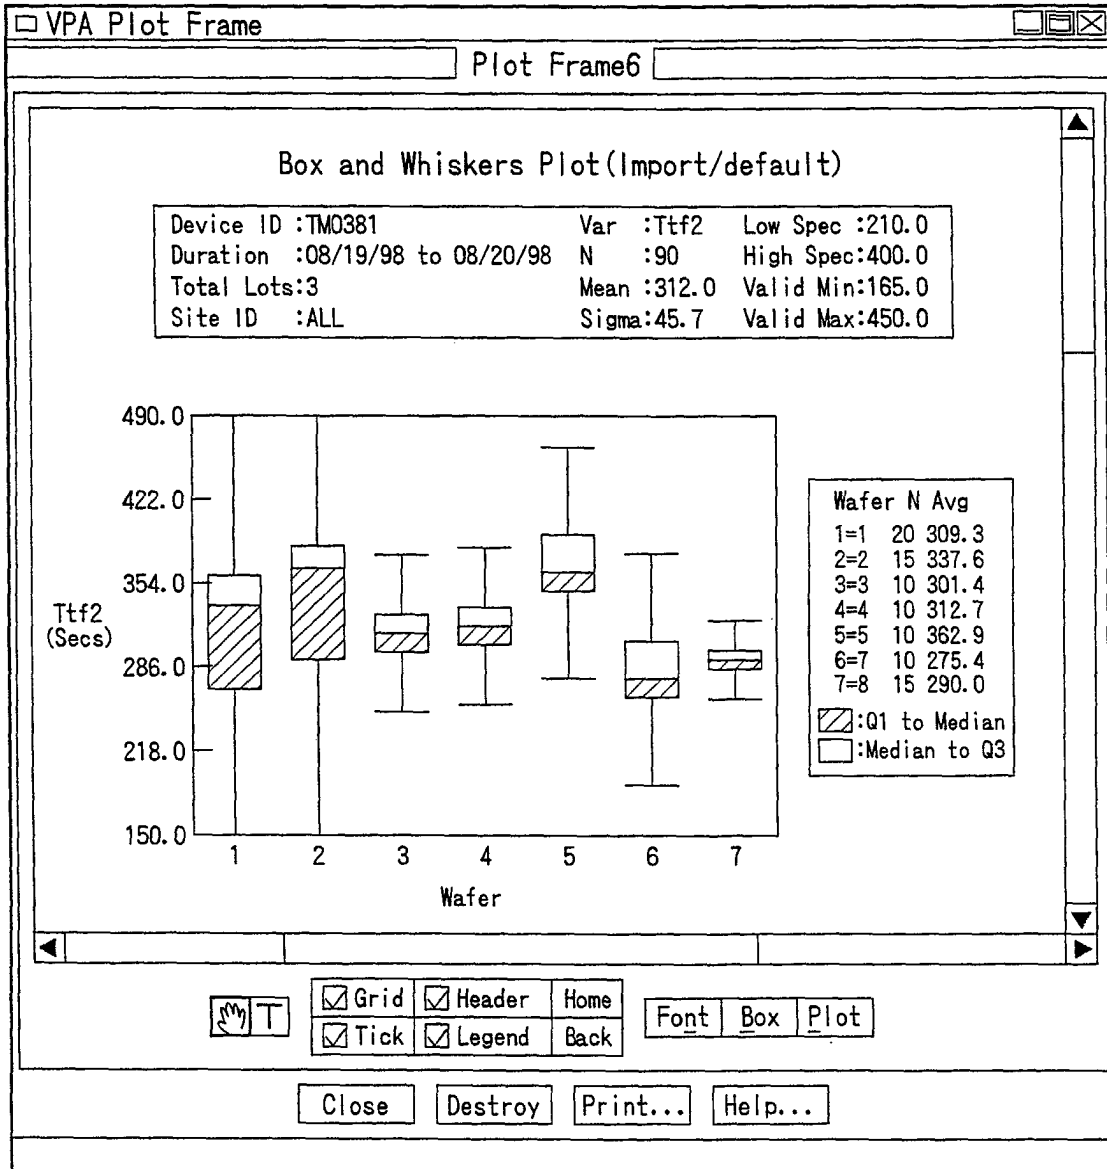 VPA Plot Frame
Plot Frame6
Box and Whiskers Plot(Import/default)
Device ID :TM0381 Var :Ttf2 Low Spec :210.0
Duration :08/19/98 to 08/20/98 N :90 High Spec:400.0
Total Lots:3 Mean :312.0 Valid Min:165.0
Site ID :ALL Sigma:45.7 Valid Max:450.0
490.0
422.0
354.0
286.0
218.0
150.0
Ttf2
(Secs)
1 2 3 4 5 6 7
Wafer
Wafer N Avg
1=1 20 309.3
2=2 15 337.6
3=3 10 301.4
4=4 10 312.7
5=5 10 362.9
6=7 10 275.4
7=8 15 290.0
:Q1 to Median
:Median to Q3
T
Grid Header Home
Tick Legend Back
Font Box Plot
Close Destroy Print... Help...